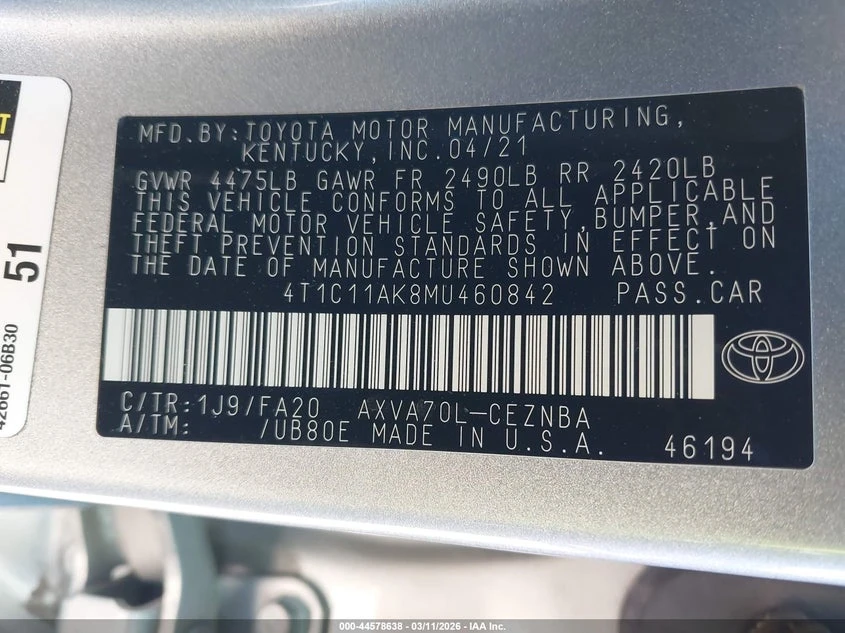 MFD. BY: TOYOTA MOTOR MANUFACTURING,
KENTUCKY, INC. 04/21
GVWR 4475LB GAWR FR 2490LB RR 2420LB
THIS VEHICLE CONFORMS TO ALL APPLICABLE
FEDERAL MOTOR VEHICLE SAFETY, BUMPER, AND
THEFT PREVENTION STANDARDS IN EFFECT ON
THE DATE OF MANUFACTURE SHOWN ABOVE.
4T1C11AK8MU460842 PASS. CAR
C/TR: 1J9/FA20 AXVA70L-CEZNBA
A/TM: /UB80E MADE IN U.S.A. 46194
51
42661-06B30
000-44578638 - 03/11/2026 - IAA Inc.